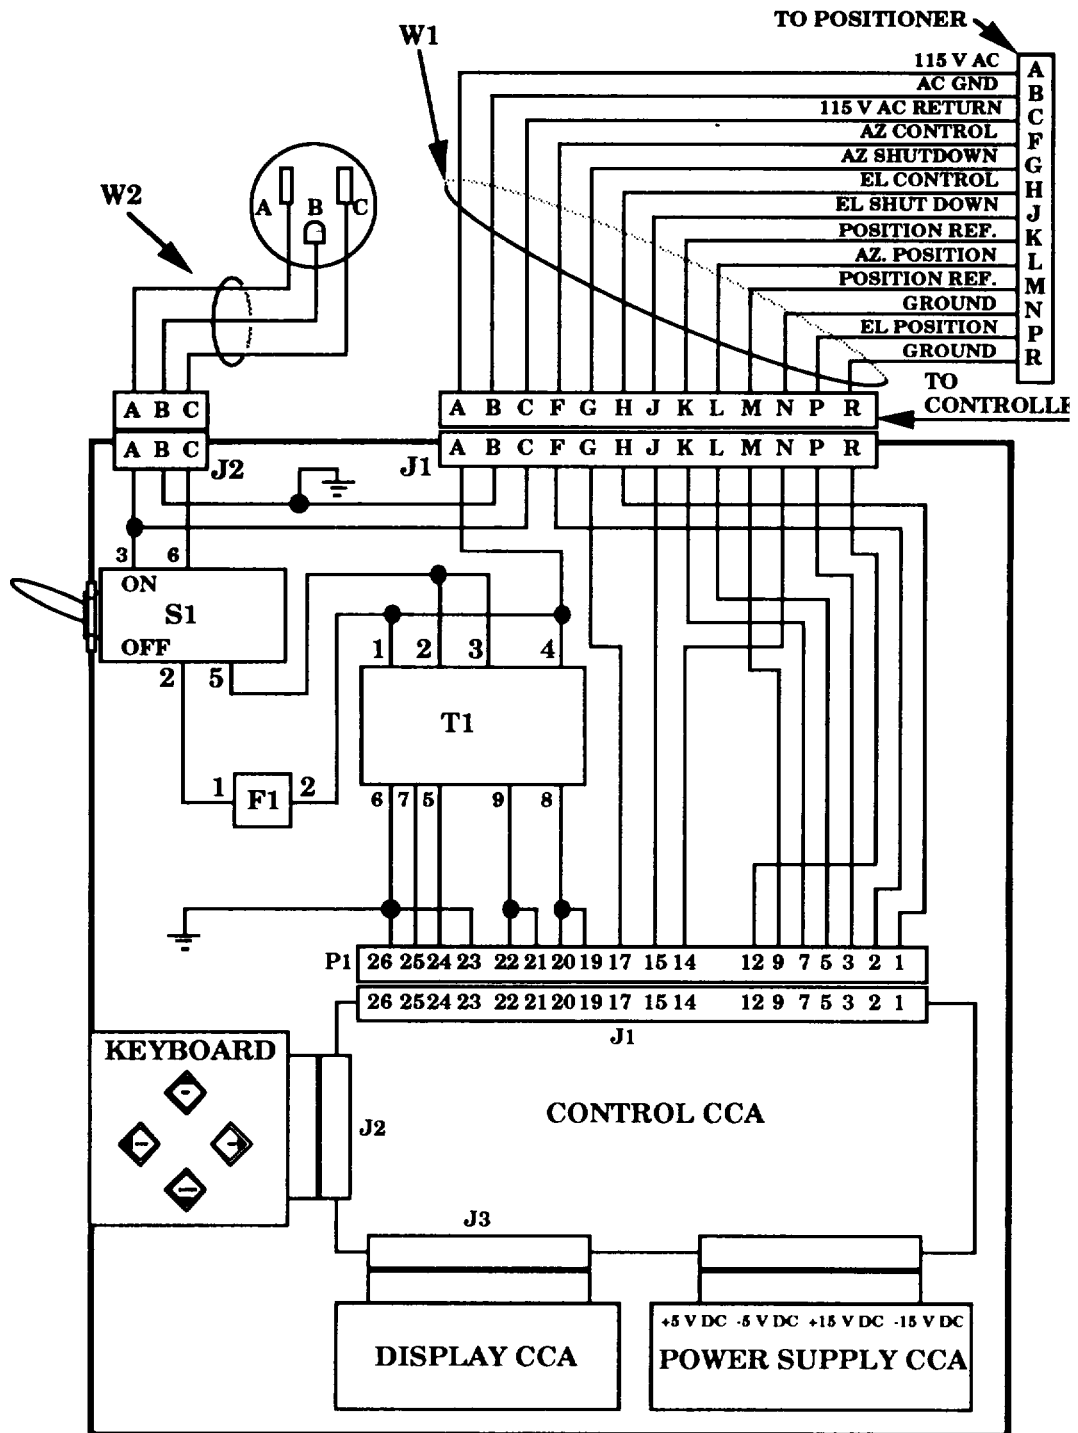 TO POSITIONER
W1
115 V AC A
AC GND B
115 V AC RETURN C
AZ CONTROL F
AZ SHUTDOWN G
EL CONTROL H
EL SHUT DOWN J
POSITION REF. K
AZ. POSITION L
POSITION REF. M
GROUND N
EL POSITION P
GROUND R
W2
A B C
TO
CONTROLLE
A B C
A B C F G H J K L M N P R
A B C
J2
J1
A B C F G H J K L M N P R
3 6
ON
S1
OFF
2 5
1 2 3 4
T1
1 F1 2
6 7 5 9 8
P1 26 25 24 23 22 21 20 19 17 15 14 12 9 7 5 3 2 1
26 25 24 23 22 21 20 19 17 15 14 12 9 7 5 3 2 1
J1
KEYBOARD
J2
CONTROL CCA
J3
+5 V DC -5 V DC +15 V DC -15 V DC
DISPLAY CCA
POWER SUPPLY CCA